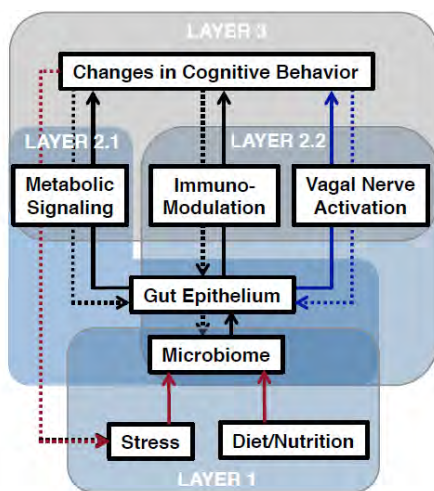 LAYER 3
Changes in Cognitive Behavior
LAYER 2.1
LAYER 2.2
Metabolic
Signaling
Immuno-
Modulation
Vagal Nerve
Activation
Gut Epithelium
Microbiome
Stress
Diet/Nutrition
LAYER 1